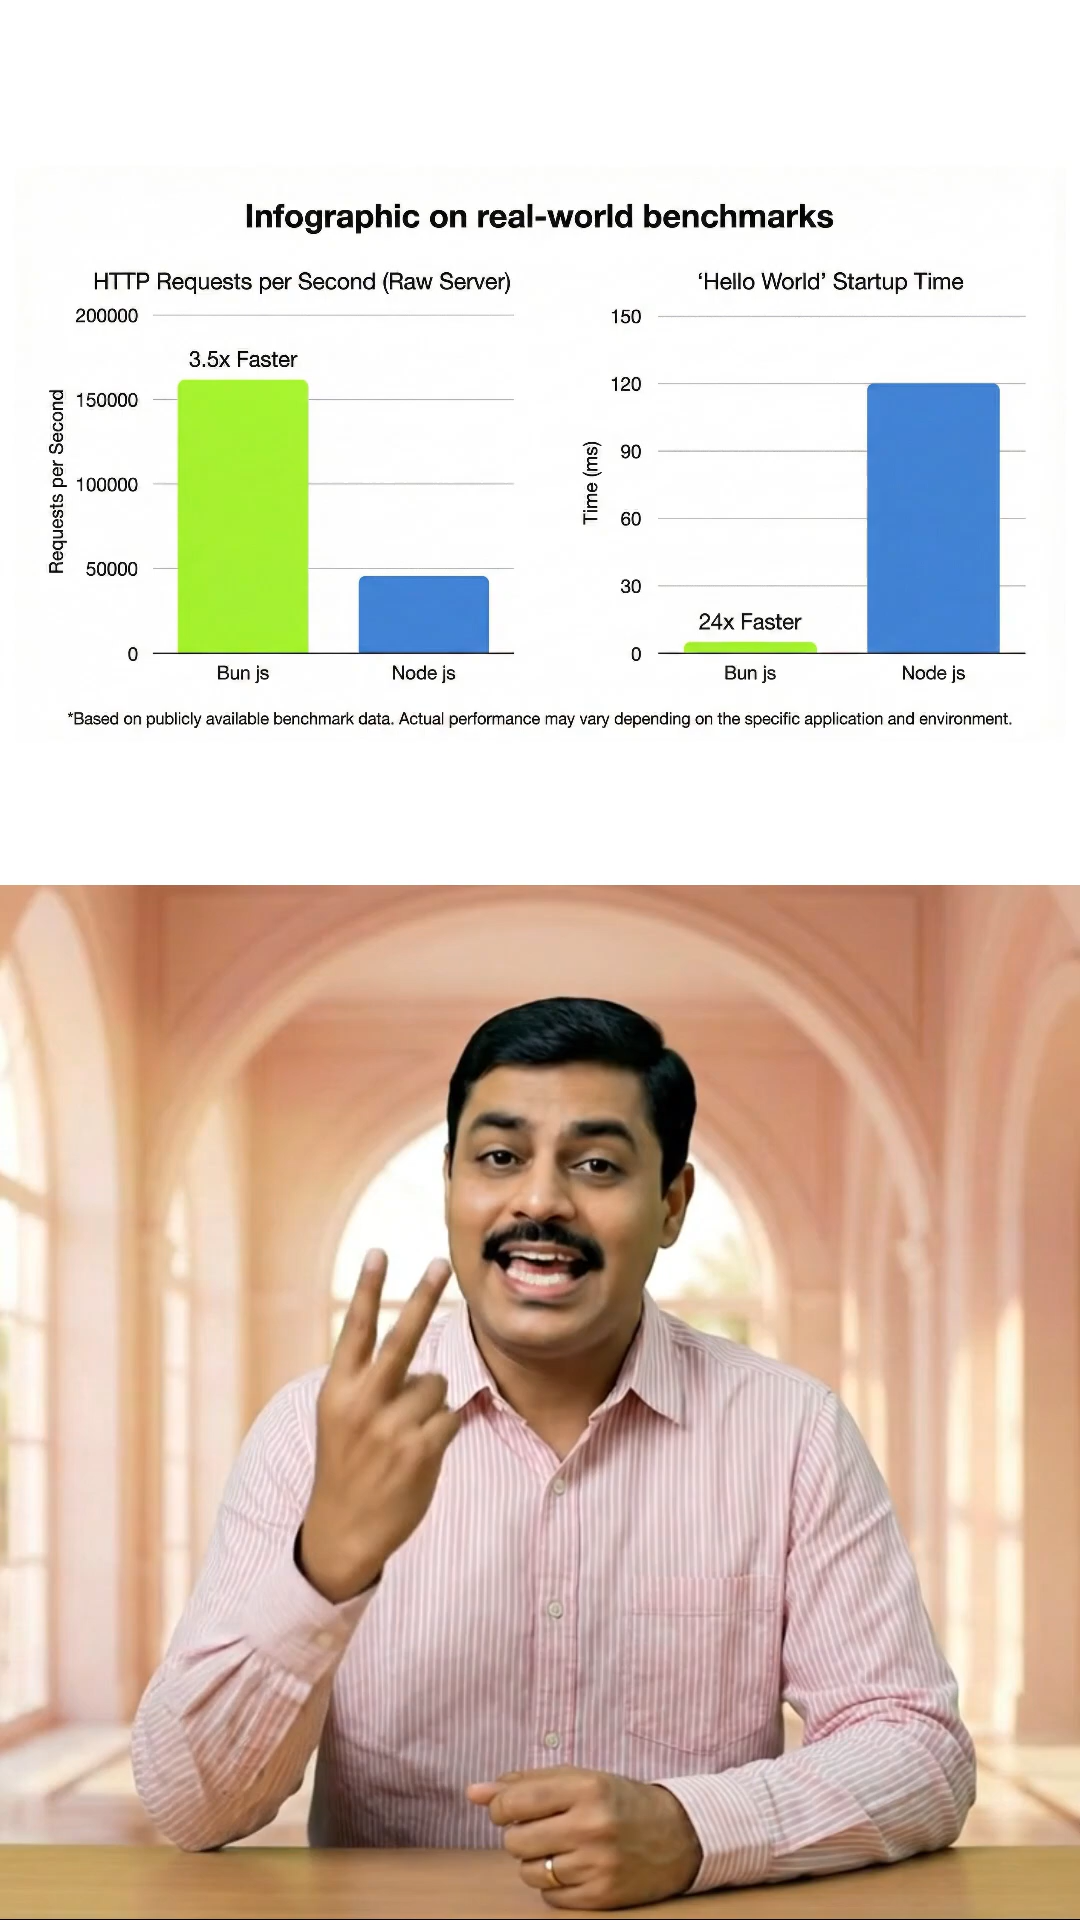 Infographic on real-world benchmarks
HTTP Requests per Second (Raw Server)
200000
150000
100000
50000
0
Requests per Second
3.5x Faster
Bun js
Node js
‘Hello World’ Startup Time
150
120
90
60
30
0
Time (ms)
24x Faster
Bun js
Node js
*Based on publicly available benchmark data. Actual performance may vary depending on the specific application and environment.